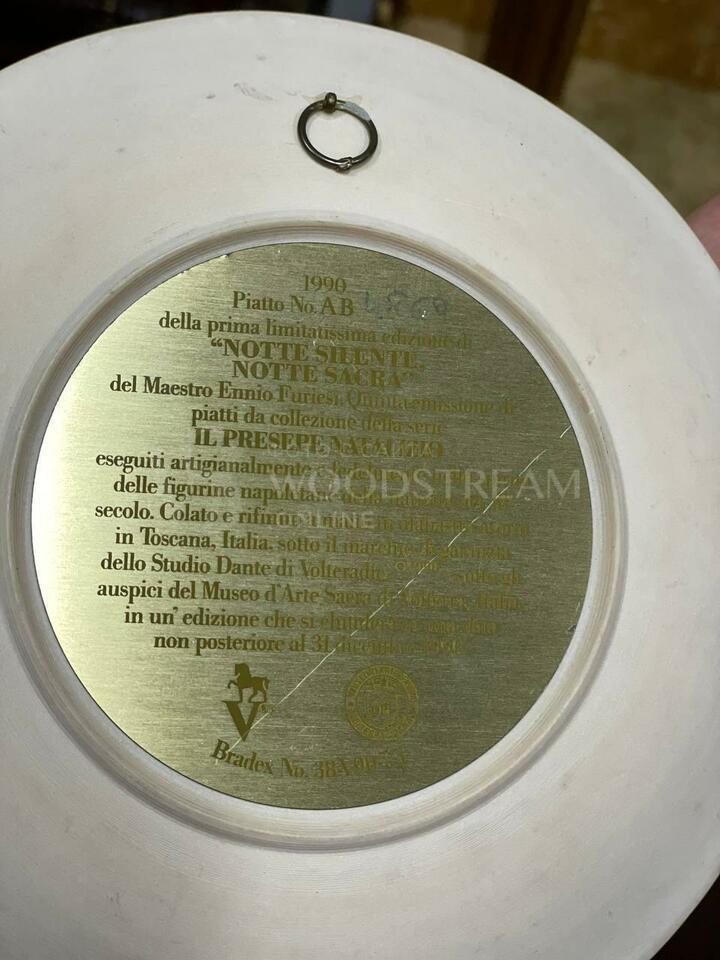 1990
Piatto No. AB
della prima limitatissima edizione di
"NOTTE SILENTE,
NOTTE SACRA"
del Maestro Ennio Furiesi. Quinta emissione di
piatti da collezione della serie
IL PRESEPE NATALIZIO
eseguiti artigianalmente e
delle figurine napoletane
secolo. Colato e rifinito a mano in
in Toscana, Italia, sotto il marchio di garanzia
dello Studio Dante di Volteradici
auspici del Museo d'Arte Sacra di Volterra, Italia,
in un' edizione che si chiuderà
non posteriore al 31 dicembre 1990.
V
Bradex No. 38-
WOODSTREAM
ONLINE